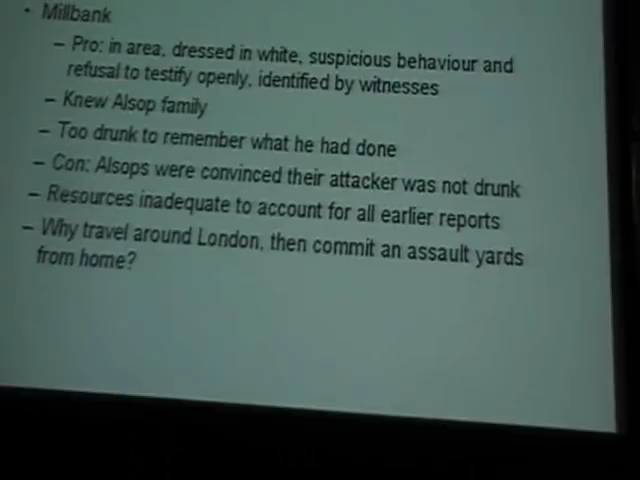 • Millbank
– Pro: in area, dressed in white, suspicious behaviour and
refusal to testify openly, identified by witnesses
– Knew Alsop family
– Too drunk to remember what he had done
– Con: Alsops were convinced their attacker was not drunk
– Resources inadequate to account for all earlier reports
– Why travel around London, then commit an assault yards
from home?